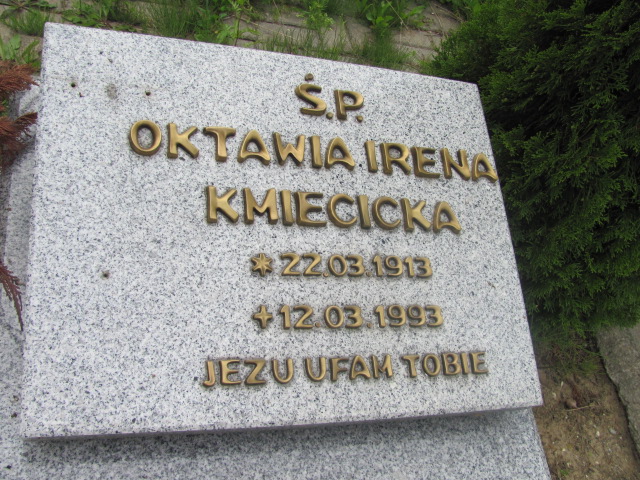 Ś.P.
OKTAWIA IRENA
KMIECICKA
* 22.03.1913
+ 12.03.1993
JEZU UFAM TOBIE